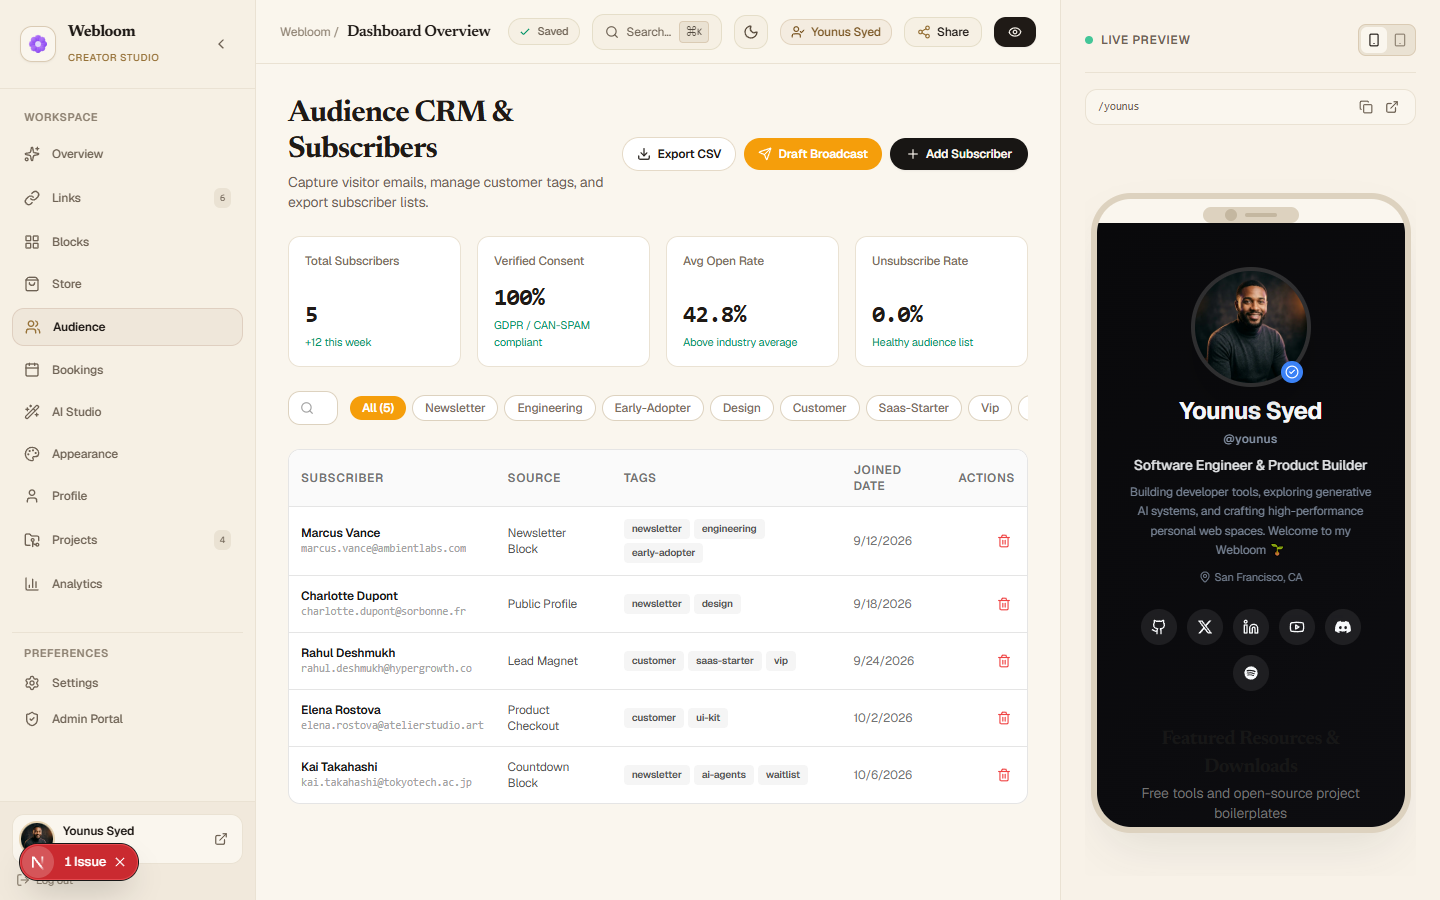 Webloom
CREATOR STUDIO
WORKSPACE
Overview
Links 6
Blocks
Store
Audience
Bookings
AI Studio
Appearance
Profile
Projects 4
Analytics
PREFERENCES
Settings
Admin Portal
Younus Syed
1 Issue
Log out
Webloom / Dashboard Overview
Saved
Search... ⌘K
Younus Syed
Share
Audience CRM &
Subscribers
Capture visitor emails, manage customer tags, and
export subscriber lists.
Export CSV
Draft Broadcast
Add Subscriber
Total Subscribers
5
+12 this week
Verified Consent
100%
GDPR / CAN-SPAM
compliant
Avg Open Rate
42.8%
Above industry average
Unsubscribe Rate
0.0%
Healthy audience list
All (5) Newsletter Engineering Early-Adopter Design Customer Saas-Starter Vip
SUBSCRIBER SOURCE TAGS JOINED DATE ACTIONS
Marcus Vance
marcus.vance@ambientlabs.com
Newsletter
Block
newsletter engineering
early-adopter
9/12/2026
Charlotte Dupont
charlotte.dupont@sorbonne.fr
Public Profile
newsletter design
9/18/2026
Rahul Deshmukh
rahul.deshmukh@hypergrowth.co
Lead Magnet
customer saas-starter vip
9/24/2026
Elena Rostova
elena.rostova@atelierstudio.art
Product
Checkout
customer ui-kit
10/2/2026
Kai Takahashi
kai.takahashi@tokyotech.ac.jp
Countdown
Block
newsletter ai-agents waitlist
10/6/2026
LIVE PREVIEW
/younus
Younus Syed
@younus
Software Engineer & Product Builder
Building developer tools, exploring generative
AI systems, and crafting high-performance
personal web spaces. Welcome to my
Webloom 🌱
San Francisco, CA
Featured Resources &
Downloads
Free tools and open-source project
boilerplates